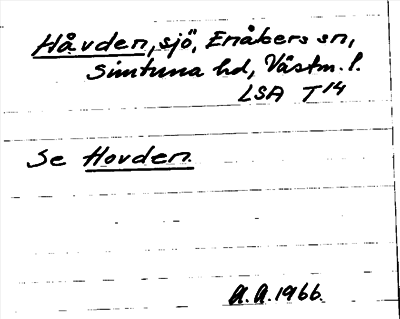 Håvden, sjö, Enåkers sn,
Simtuna hd, Västm. l.
LSA T14
Se Hovden.
A.A. 1966.